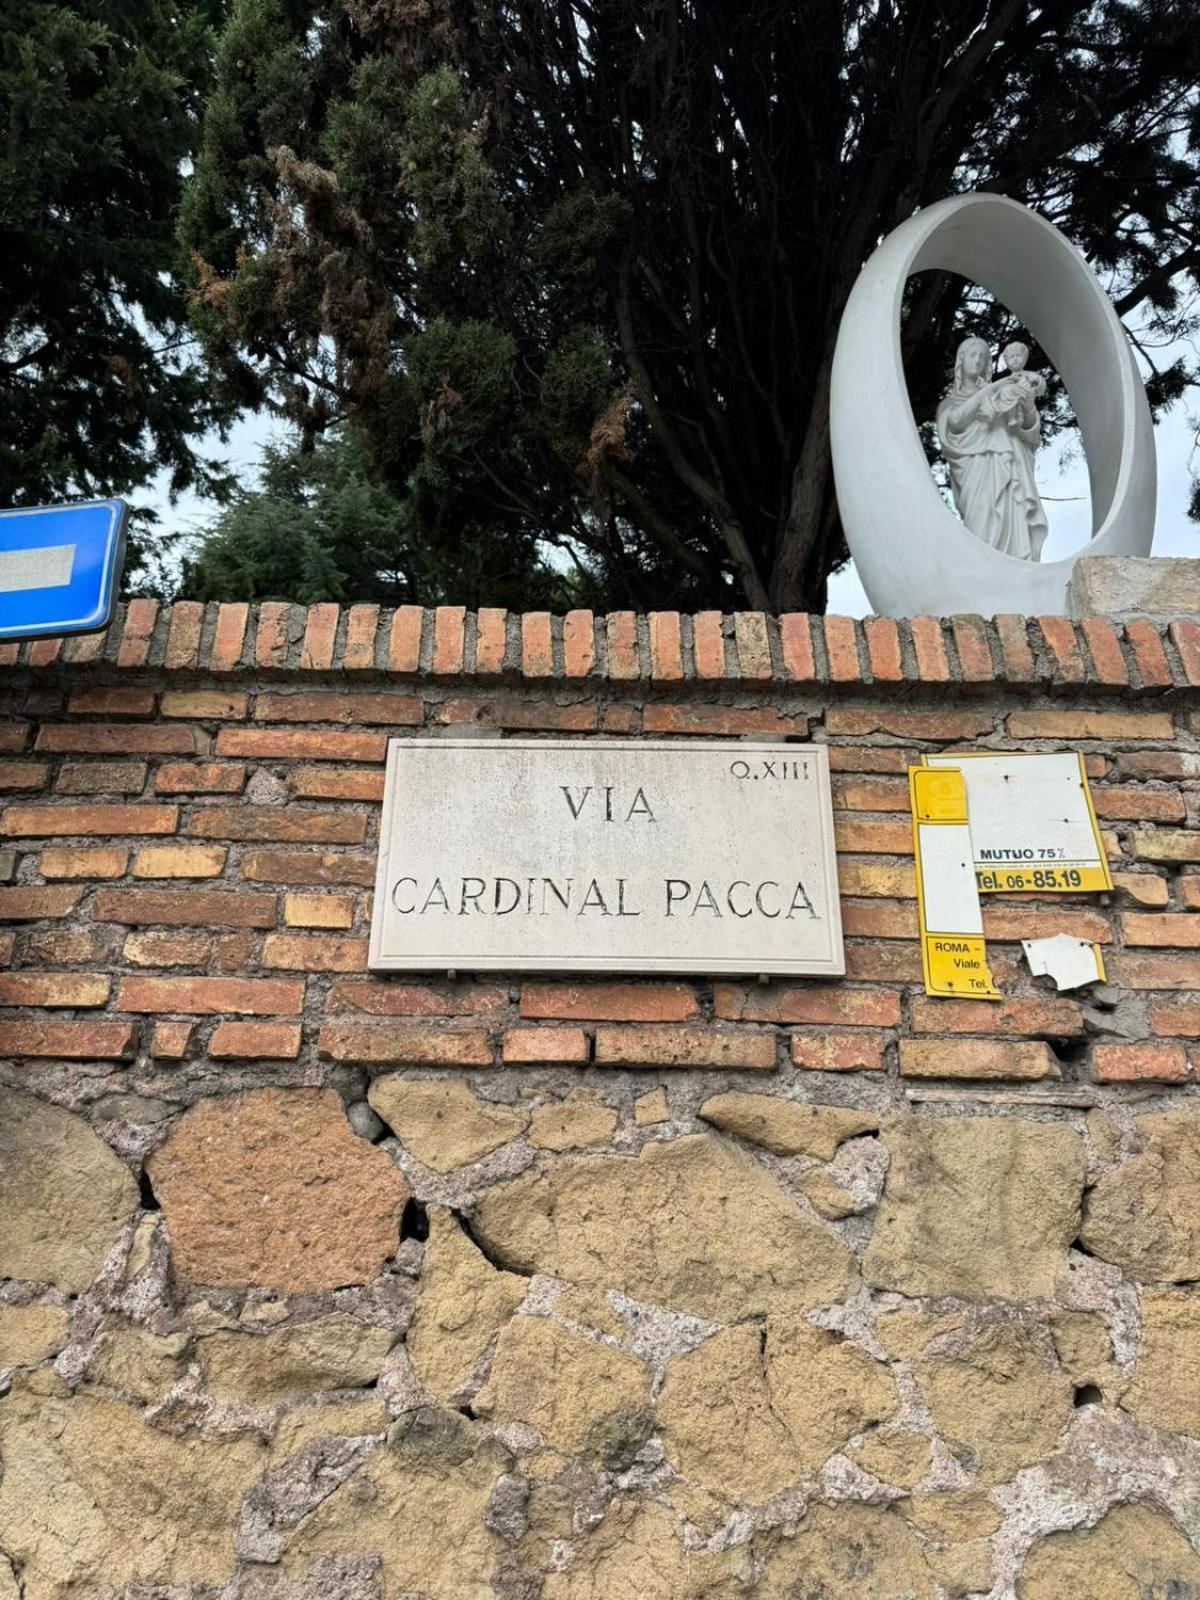 Q.XIII
VIA
CARDINAL PACCA
MUTUO 75%
Tel. 06-85.19
ROMA -
Viale
Tel.